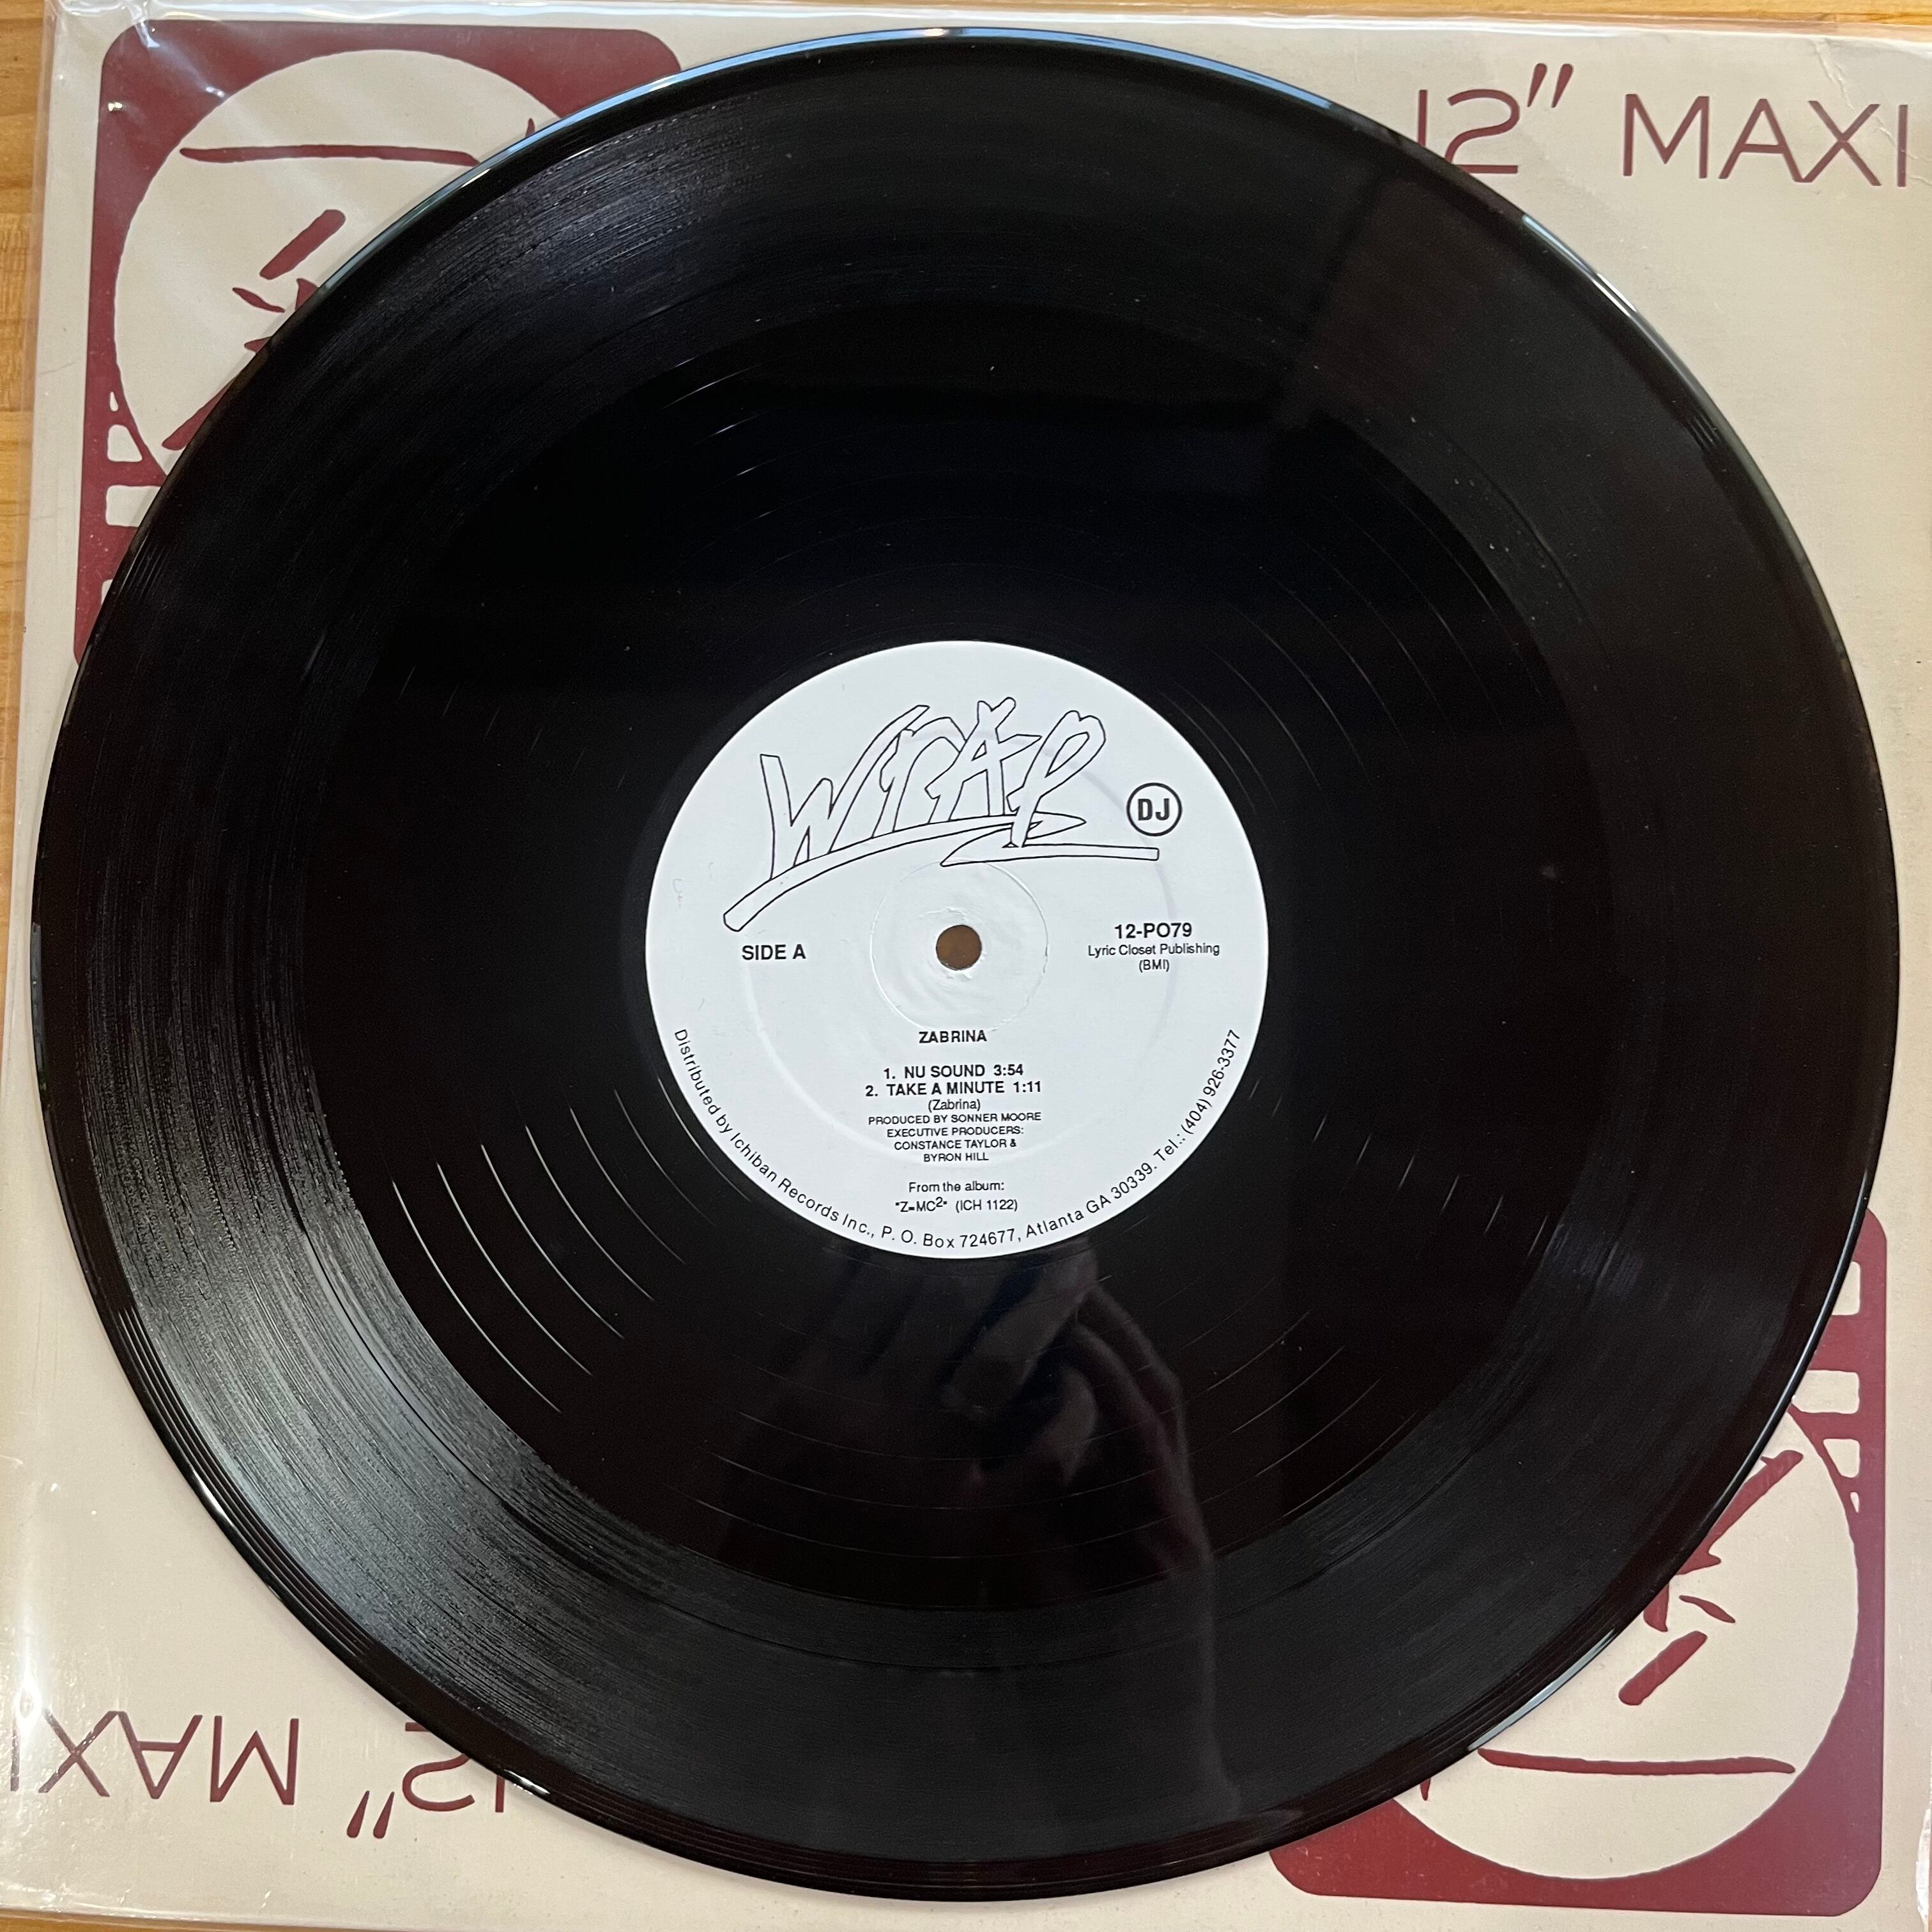 12" MAXI
WrAP
DJ
SIDE A
12-PO79
Lyric Closet Publishing
(BMI)
ZABRINA
1. NU SOUND 3:54
2. TAKE A MINUTE 1:11
(Zabrina)
PRODUCED BY SONNER MOORE
EXECUTIVE PRODUCERS:
CONSTANCE TAYLOR &
BYRON HILL
From the album:
"Z=MC²" (ICH 1122)
Distributed by Ichiban Records Inc., P. O. Box 724677, Atlanta GA 30339. Tel.: (404) 926-3377
12" MAXI